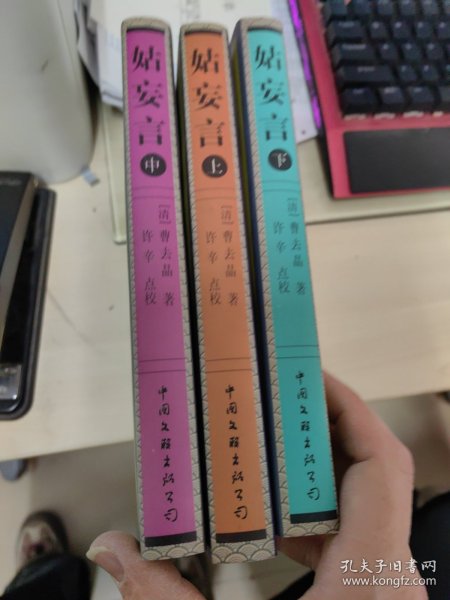 姑妄言
中
[清]曹去晶 著
许辛 点校
中国文联出版公司
姑妄言
上
[清]曹去晶 著
许辛 点校
中国文联出版公司
姑妄言
下
[清]曹去晶 著
许辛 点校
中国文联出版公司
孔夫子旧书网
www.kongfz.com